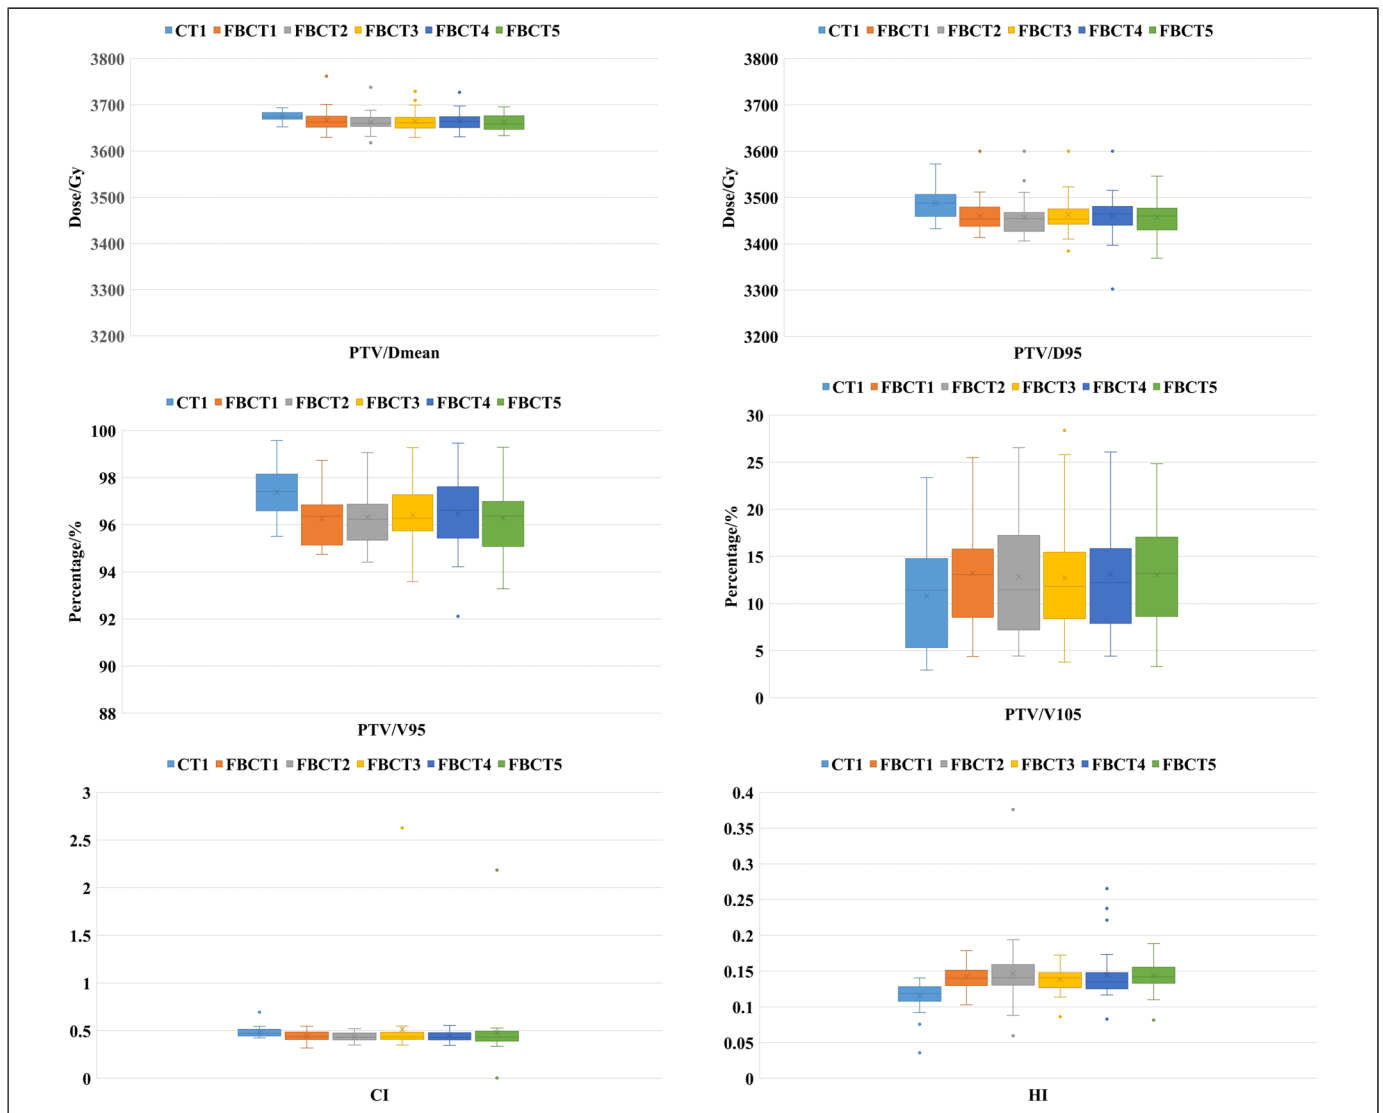 CT1 FBCT1 FBCT2 FBCT3 FBCT4 FBCT5
3800
3700
3600
3500
3400
3300
3200
Dose/Gy
PTV/Dmean
CT1 FBCT1 FBCT2 FBCT3 FBCT4 FBCT5
3800
3700
3600
3500
3400
3300
3200
Dose/Gy
PTV/D95
CT1 FBCT1 FBCT2 FBCT3 FBCT4 FBCT5
100
98
96
94
92
90
88
Percentage/%
PTV/V95
CT1 FBCT1 FBCT2 FBCT3 FBCT4 FBCT5
30
25
20
15
10
5
0
Percentage/%
PTV/V105
CT1 FBCT1 FBCT2 FBCT3 FBCT4 FBCT5
3
2.5
2
1.5
1
0.5
0
CI
CT1 FBCT1 FBCT2 FBCT3 FBCT4 FBCT5
0.4
0.35
0.3
0.25
0.2
0.15
0.1
0.05
0
HI